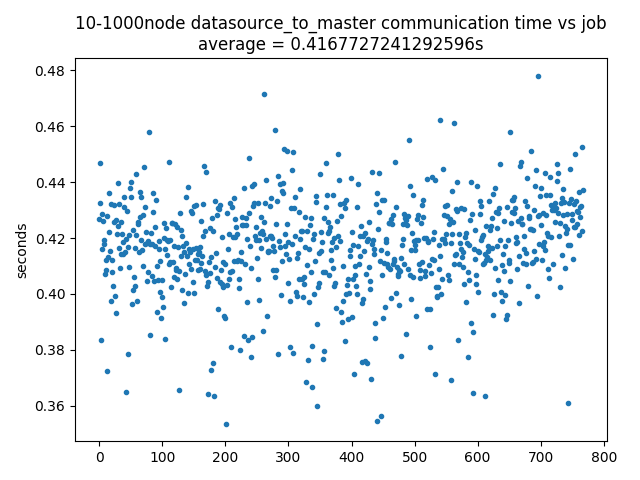 10-1000node datasource_to_master communication time vs job
average = 0.4167727241292596s
0.48
0.46
0.44
0.42
0.40
0.38
0.36
seconds
0 100 200 300 400 500 600 700 800